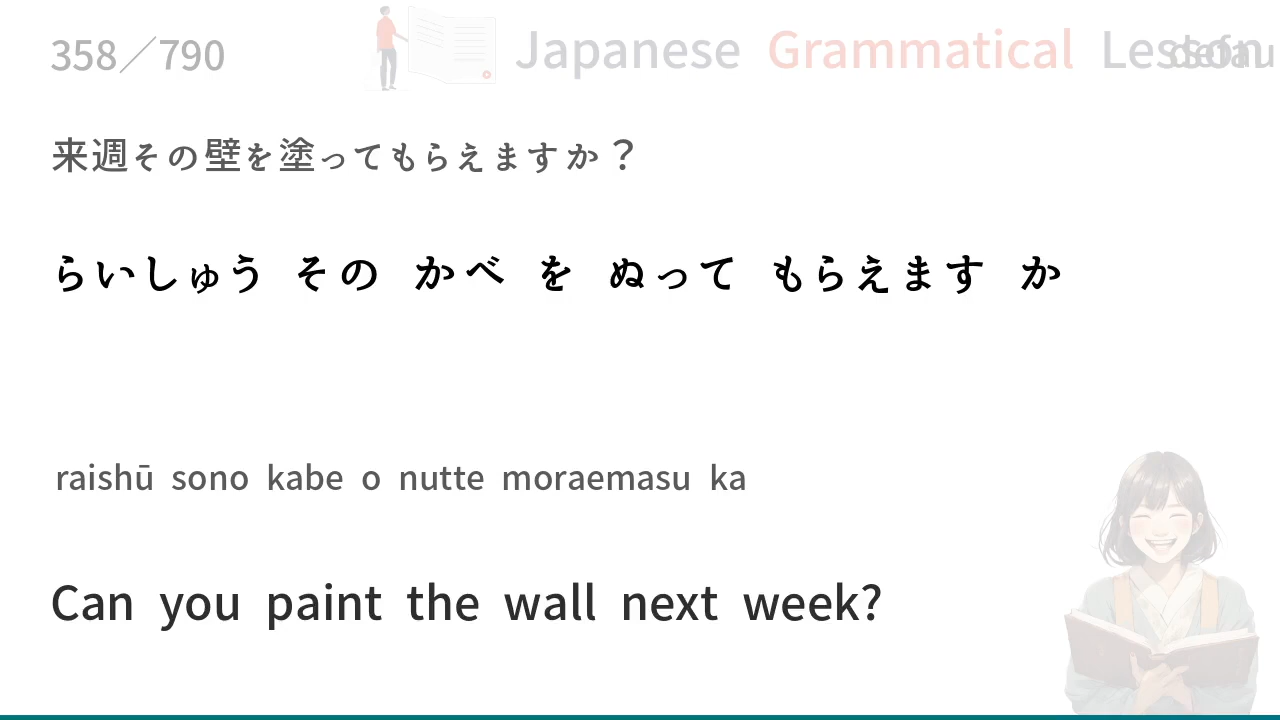 358／790
Japanese Grammatical Lesson
defau
来週その壁を塗ってもらえますか？
らいしゅう その かべ を ぬって もらえます か
raishū sono kabe o nutte moraemasu ka
Can you paint the wall next week?